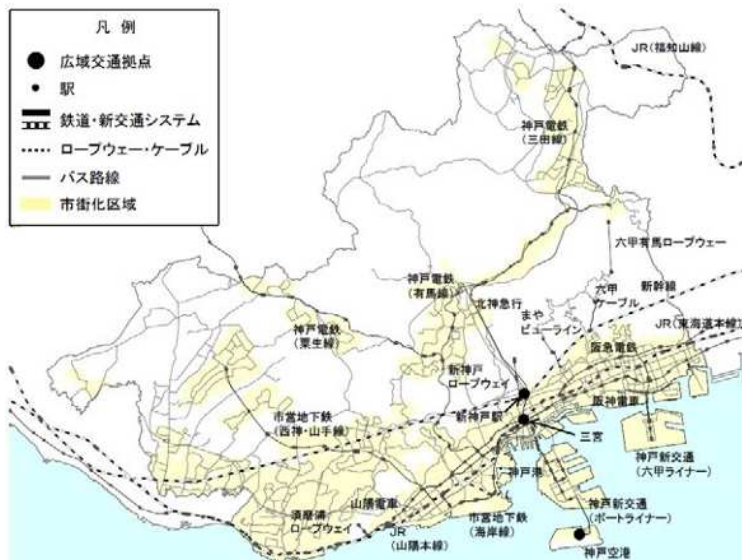 凡 例
広域交通拠点
駅
鉄道・新交通システム
ロープウェー・ケーブル
バス路線
市街化区域
JR(福知山線)
神戸電鉄
(三田線)
六甲有馬ロープウェー
神戸電鉄
(有馬線)
北神急行
六甲
ケーブル
新幹線
まや
ビューライン
JR(東海道本線)
神戸電鉄
(粟生線)
阪急電鉄
新神戸
ロープウェイ
阪神電車
市営地下鉄
(西神・山手線)
新神戸駅
三宮
神戸新交通
(六甲ライナー)
神戸港
山陽電車
須磨浦
ロープウェイ
市営地下鉄
(海岸線)
神戸新交通
(ポートライナー)
JR
(山陽本線)
神戸空港